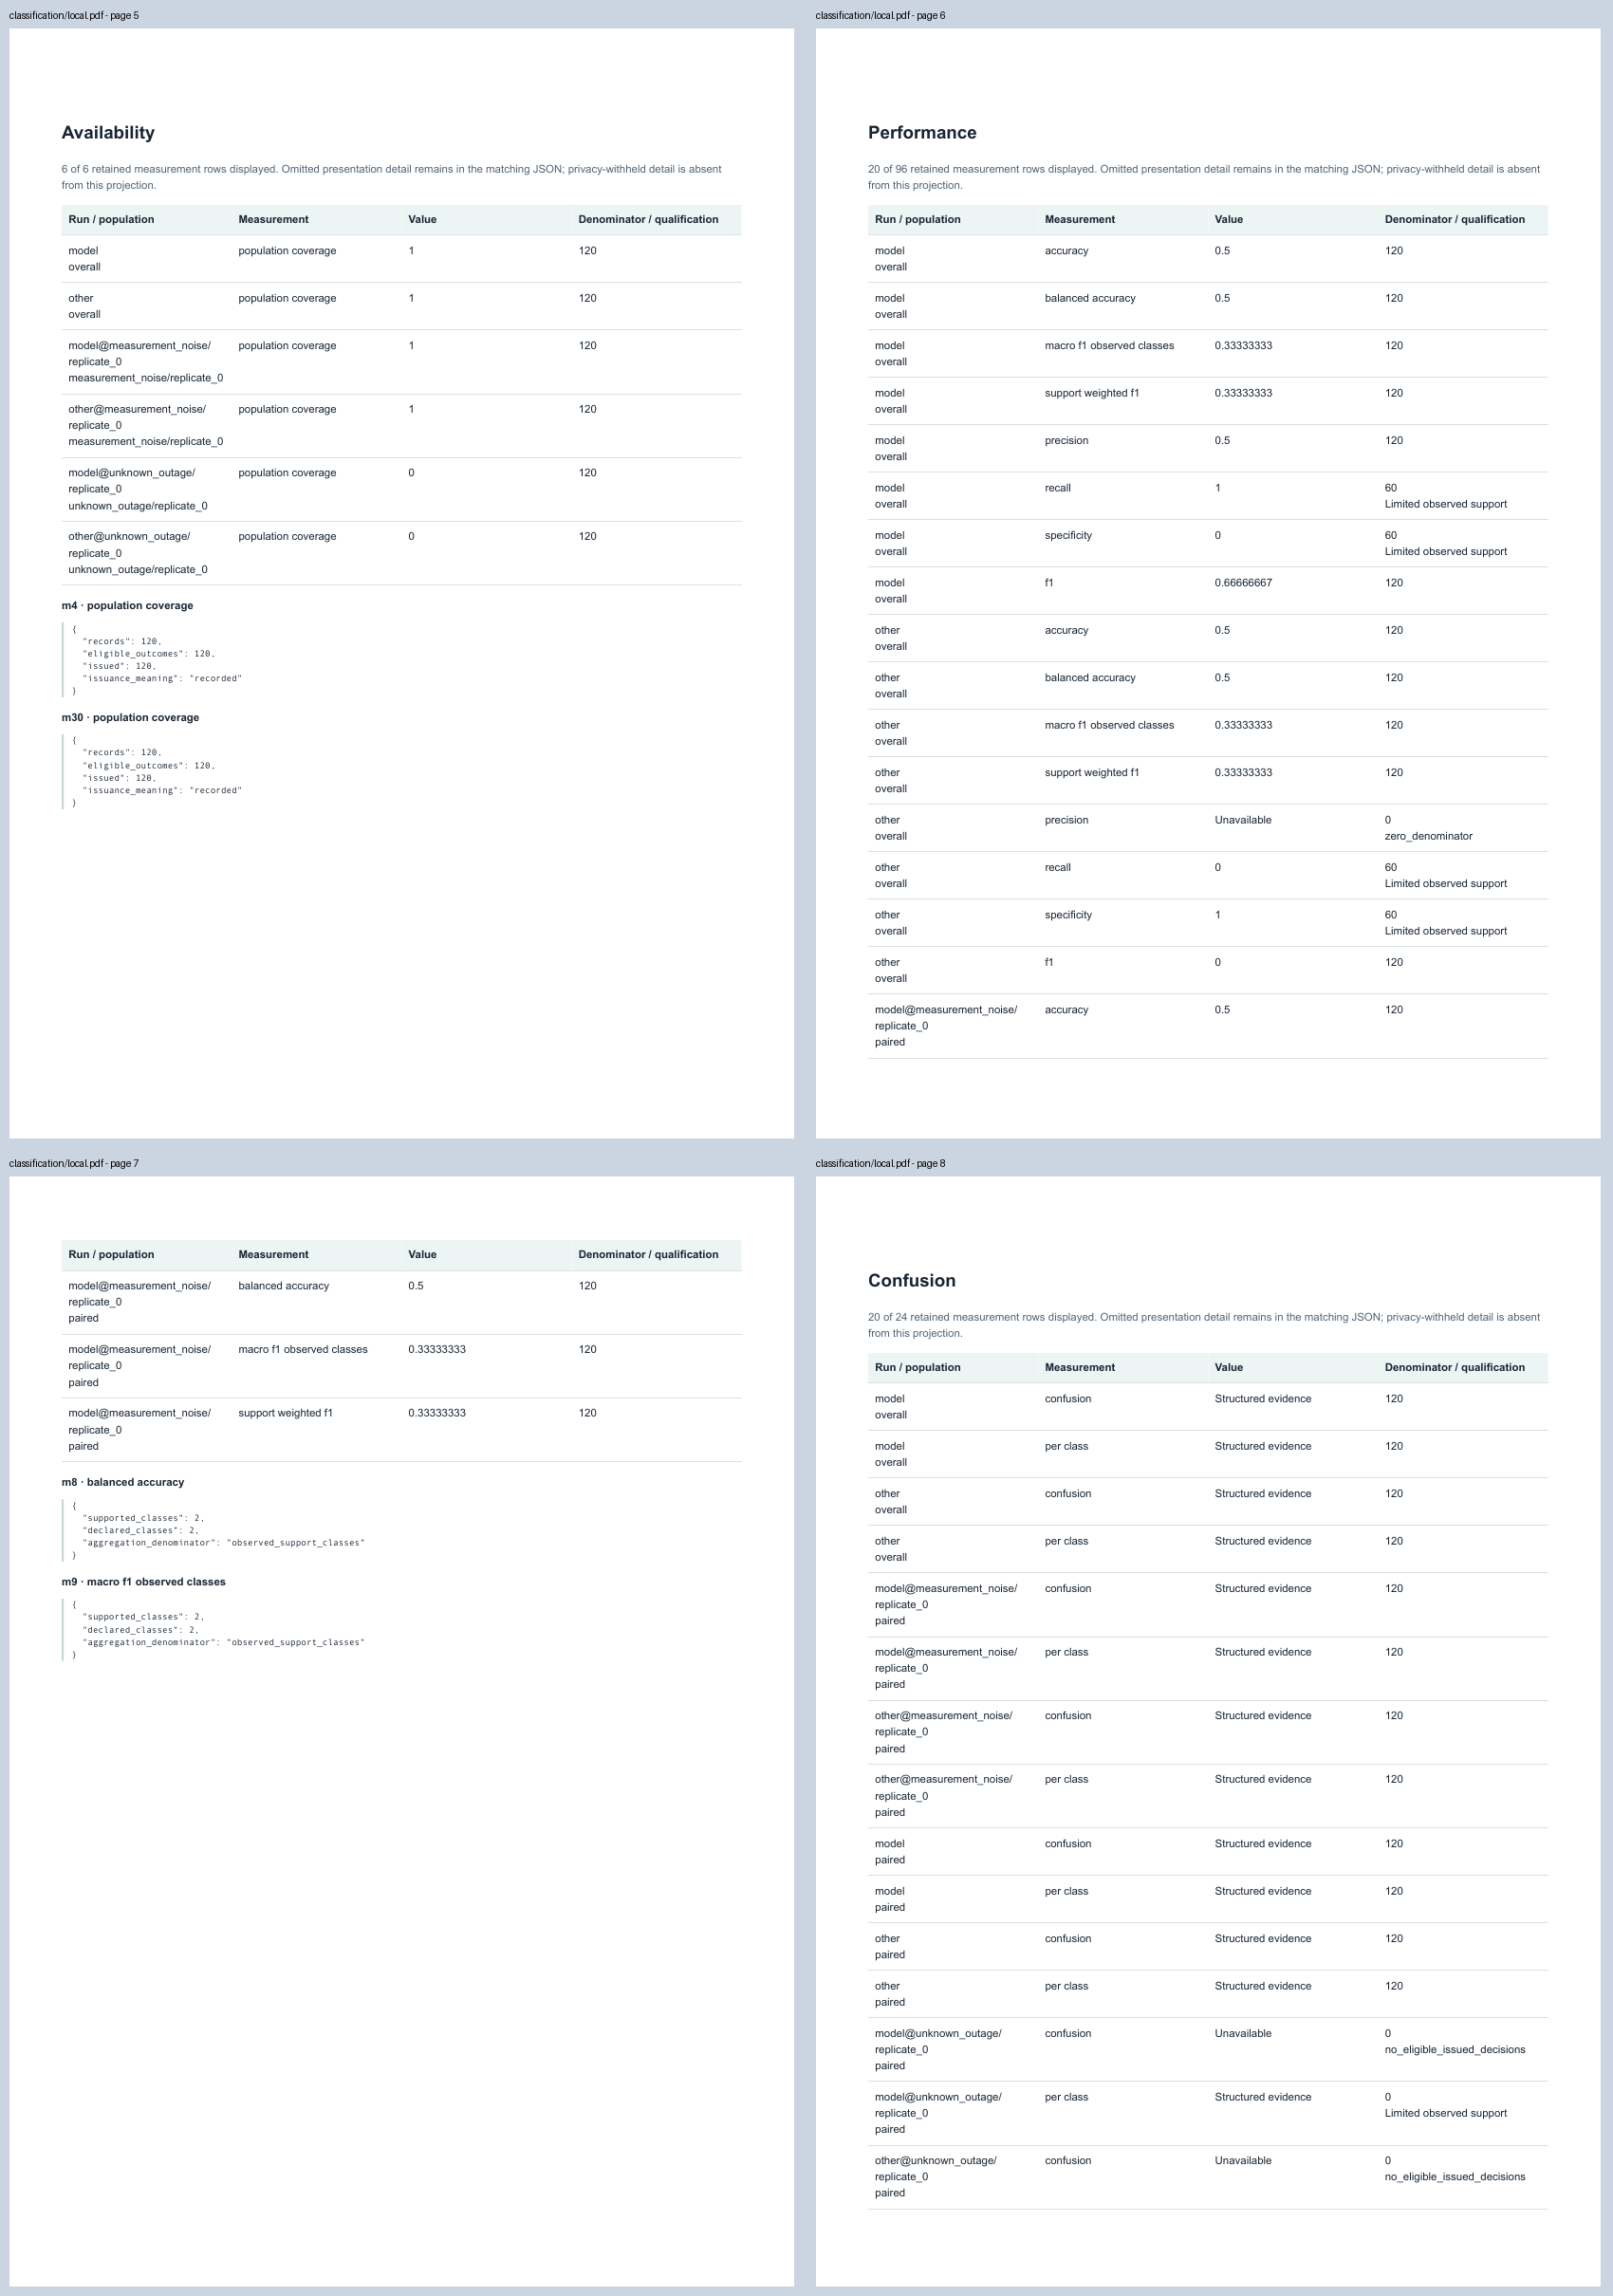 classification/local.pdf - page 5
Availability
6 of 6 retained measurement rows displayed. Omitted presentation detail remains in the matching JSON; privacy-withheld detail is absent
from this projection.
Run / population Measurement Value Denominator / qualification
model population coverage 1 120
overall
other population coverage 1 120
overall
model@measurement_noise/ population coverage 1 120
replicate_0
measurement_noise/replicate_0
other@measurement_noise/ population coverage 1 120
replicate_0
measurement_noise/replicate_0
model@unknown_outage/ population coverage 0 120
replicate_0
unknown_outage/replicate_0
other@unknown_outage/ population coverage 0 120
replicate_0
unknown_outage/replicate_0
m4 · population coverage
{
"records": 120,
"eligible_outcomes": 120,
"issued": 120,
"issuance_meaning": "recorded"
}
m30 · population coverage
{
"records": 120,
"eligible_outcomes": 120,
"issued": 120,
"issuance_meaning": "recorded"
}
classification/local.pdf - page 6
Performance
20 of 96 retained measurement rows displayed. Omitted presentation detail remains in the matching JSON; privacy-withheld detail is absent
from this projection.
Run / population Measurement Value Denominator / qualification
model accuracy 0.5 120
overall
model balanced accuracy 0.5 120
overall
model macro f1 observed classes 0.33333333 120
overall
model support weighted f1 0.33333333 120
overall
model precision 0.5 120
overall
model recall 1 60
overall Limited observed support
model specificity 0 60
overall Limited observed support
model f1 0.66666667 120
overall
other accuracy 0.5 120
overall
other balanced accuracy 0.5 120
overall
other macro f1 observed classes 0.33333333 120
overall
other support weighted f1 0.33333333 120
overall
other precision Unavailable 0
overall zero_denominator
other recall 0 60
overall Limited observed support
other specificity 1 60
overall Limited observed support
other f1 0 120
overall
model@measurement_noise/ accuracy 0.5 120
replicate_0
paired
classification/local.pdf - page 7
Run / population Measurement Value Denominator / qualification
model@measurement_noise/ balanced accuracy 0.5 120
replicate_0
paired
model@measurement_noise/ macro f1 observed classes 0.33333333 120
replicate_0
paired
model@measurement_noise/ support weighted f1 0.33333333 120
replicate_0
paired
m8 · balanced accuracy
{
"supported_classes": 2,
"declared_classes": 2,
"aggregation_denominator": "observed_support_classes"
}
m9 · macro f1 observed classes
{
"supported_classes": 2,
"declared_classes": 2,
"aggregation_denominator": "observed_support_classes"
}
classification/local.pdf - page 8
Confusion
20 of 24 retained measurement rows displayed. Omitted presentation detail remains in the matching JSON; privacy-withheld detail is absent
from this projection.
Run / population Measurement Value Denominator / qualification
model confusion Structured evidence 120
overall
model per class Structured evidence 120
overall
other confusion Structured evidence 120
overall
other per class Structured evidence 120
overall
model@measurement_noise/ confusion Structured evidence 120
replicate_0
paired
model@measurement_noise/ per class Structured evidence 120
replicate_0
paired
other@measurement_noise/ confusion Structured evidence 120
replicate_0
paired
other@measurement_noise/ per class Structured evidence 120
replicate_0
paired
model confusion Structured evidence 120
paired
model per class Structured evidence 120
paired
other confusion Structured evidence 120
paired
other per class Structured evidence 120
paired
model@unknown_outage/ confusion Unavailable 0
replicate_0 no_eligible_issued_decisions
paired
model@unknown_outage/ per class Structured evidence 0
replicate_0 Limited observed support
paired
other@unknown_outage/ confusion Unavailable 0
replicate_0 no_eligible_issued_decisions
paired